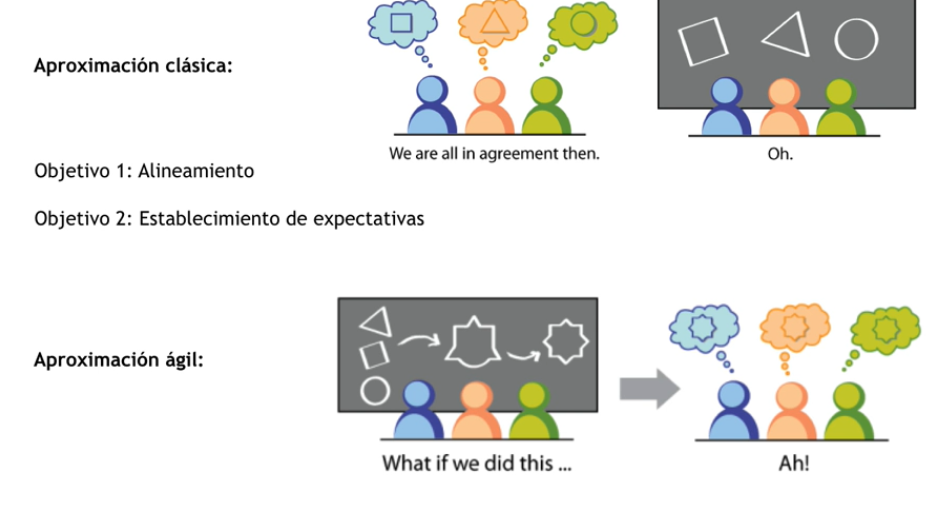 Aproximación clásica:
We are all in agreement then.
Oh.
Objetivo 1: Alineamiento
Objetivo 2: Establecimiento de expectativas
Aproximación ágil:
What if we did this ...
Ah!